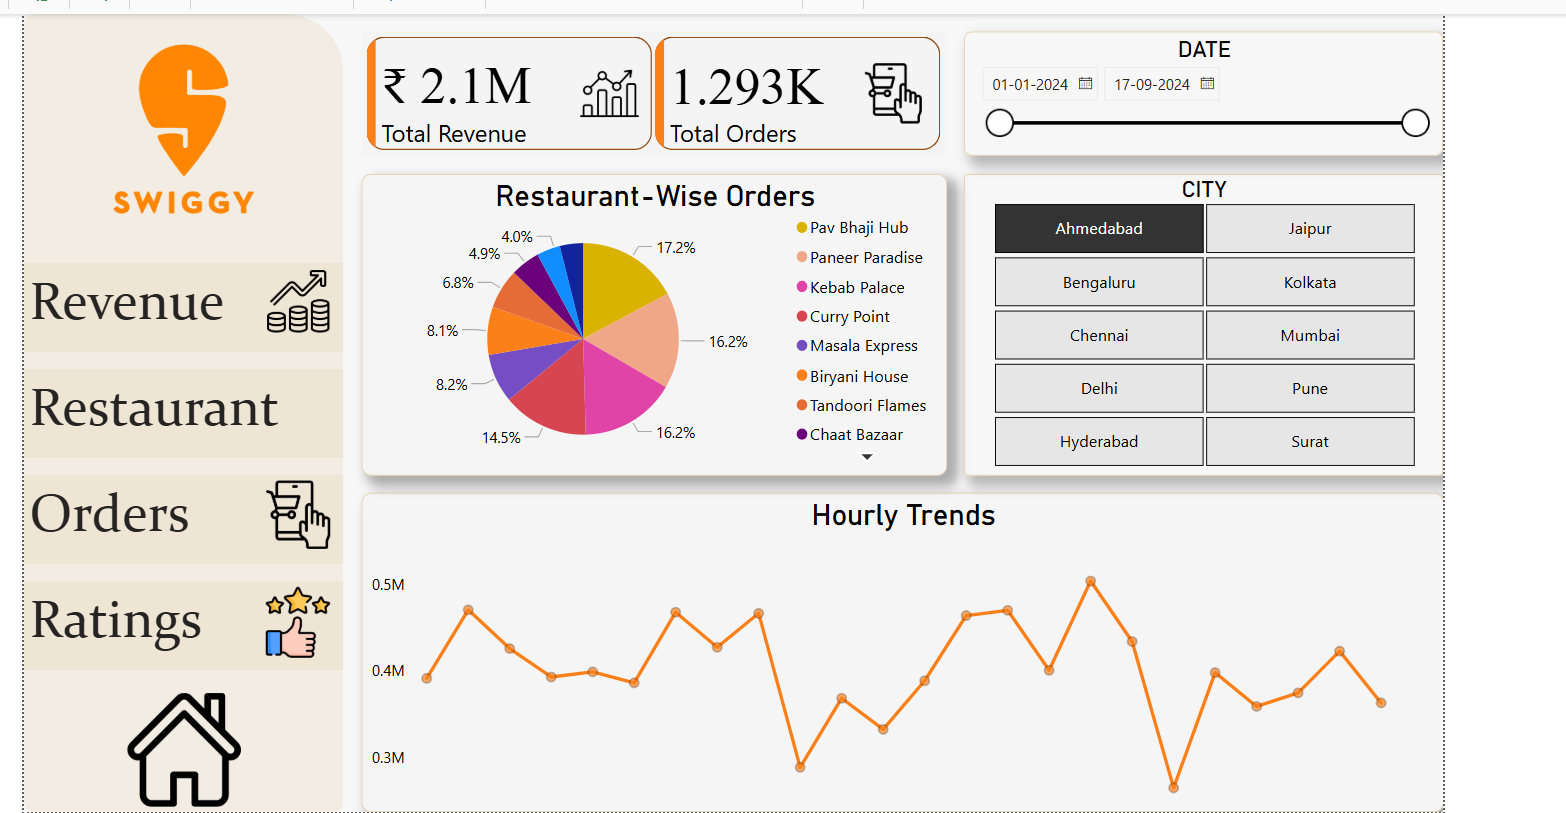 SWIGGY
Revenue
Restaurant
Orders
Ratings
₹ 2.1M
Total Revenue
1.293K
Total Orders
DATE
01-01-2024
17-09-2024
Restaurant-Wise Orders
17.2%
16.2%
16.2%
14.5%
8.2%
8.1%
6.8%
4.9%
4.0%
Pav Bhaji Hub
Paneer Paradise
Kebab Palace
Curry Point
Masala Express
Biryani House
Tandoori Flames
Chaat Bazaar
CITY
Ahmedabad
Jaipur
Bengaluru
Kolkata
Chennai
Mumbai
Delhi
Pune
Hyderabad
Surat
Hourly Trends
0.5M
0.4M
0.3M